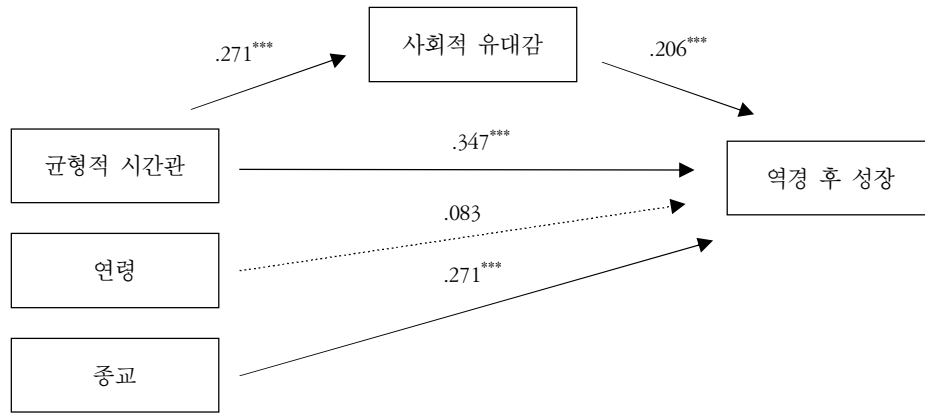 사회적 유대감
.271***
.206***
균형적 시간관
.347***
역경 후 성장
.083
연령
.271***
종교